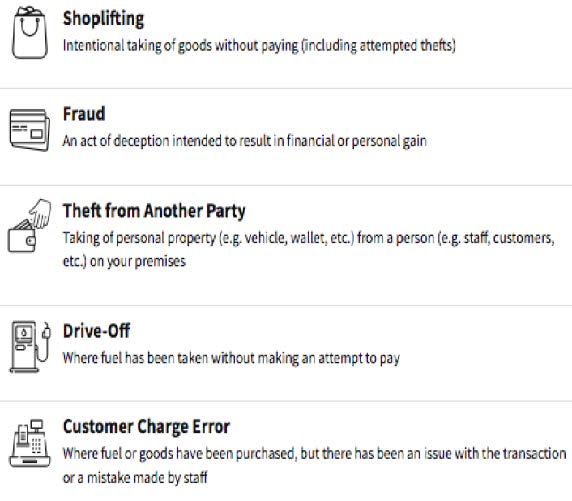 Shoplifting
Intentional taking of goods without paying (including attempted thefts)
Fraud
An act of deception intended to result in financial or personal gain
Theft from Another Party
Taking of personal property (e.g. vehicle, wallet, etc.) from a person (e.g. staff, customers,
etc.) on your premises
Drive-Off
Where fuel has been taken without making an attempt to pay
Customer Charge Error
Where fuel or goods have been purchased, but there has been an issue with the transaction
or a mistake made by staff